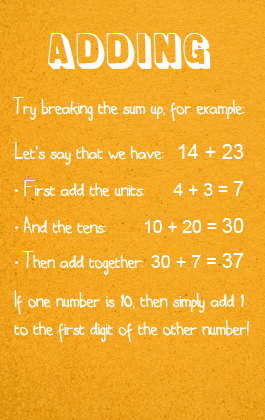 ADDING
Try breaking the sum up, for example:
Let's say that we have: 14 + 23
• First add the units: 4 + 3 = 7
• And the tens: 10 + 20 = 30
• Then add together: 30 + 7 = 37
If one number is 10, then simply add 1
to the first digit of the other number!